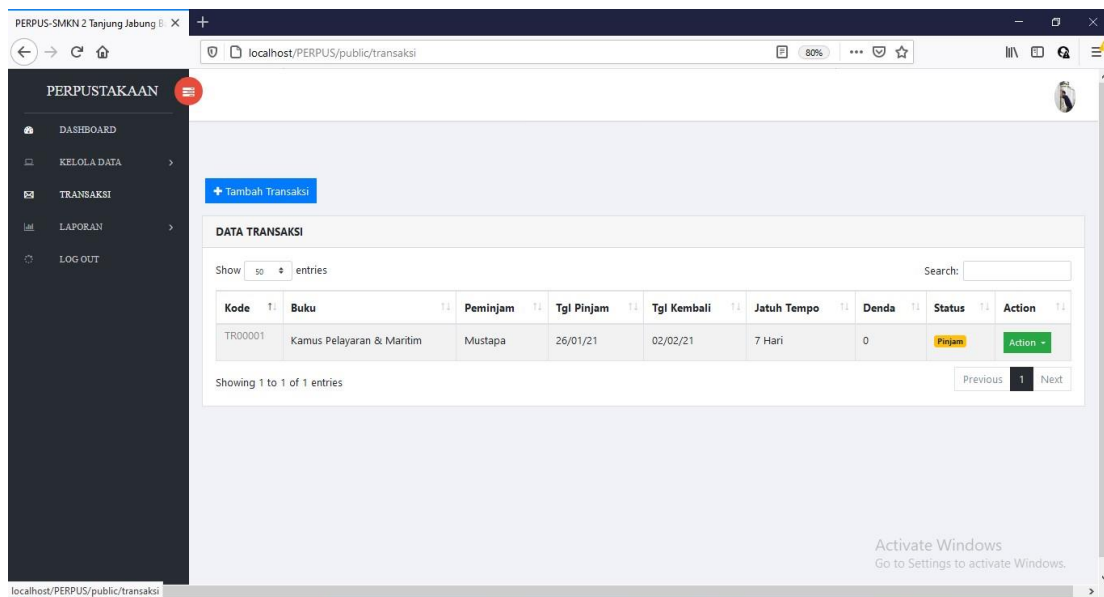 PERPUS-SMKN 2 Tanjung Jabung B
localhost/PERPUS/public/transaksi
80%
PERPUSTAKAAN
DASHBOARD
KELOLA DATA
TRANSAKSI
LAPORAN
LOG OUT
Tambah Transaksi
DATA TRANSAKSI
Show 50 entries Search:
Kode Buku Peminjam Tgl Pinjam Tgl Kembali Jatuh Tempo Denda Status Action
TR00001 Kamus Pelayaran & Maritim Mustapa 26/01/21 02/02/21 7 Hari 0 Pinjam Action
Showing 1 to 1 of 1 entries Previous 1 Next
Activate Windows
Go to Settings to activate Windows.
localhost/PERPUS/public/transaksi